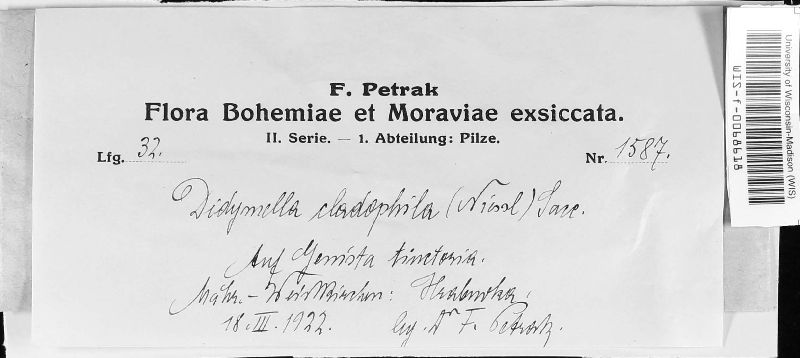 F. Petrak
Flora Bohemiae et Moraviae exsiccata.
II. Serie. — 1. Abteilung: Pilze.
Lfg. 32. Nr. 1587.
Didymella cladophila (Niessl) Sacc.
Auf Genista tinctoria.
Mähr.-Weisskirchen: Hrabuvka.
18. III. 1922. leg. Dr F. Petrak.
University of Wisconsin-Madison (WIS)
WIS-f-0068618